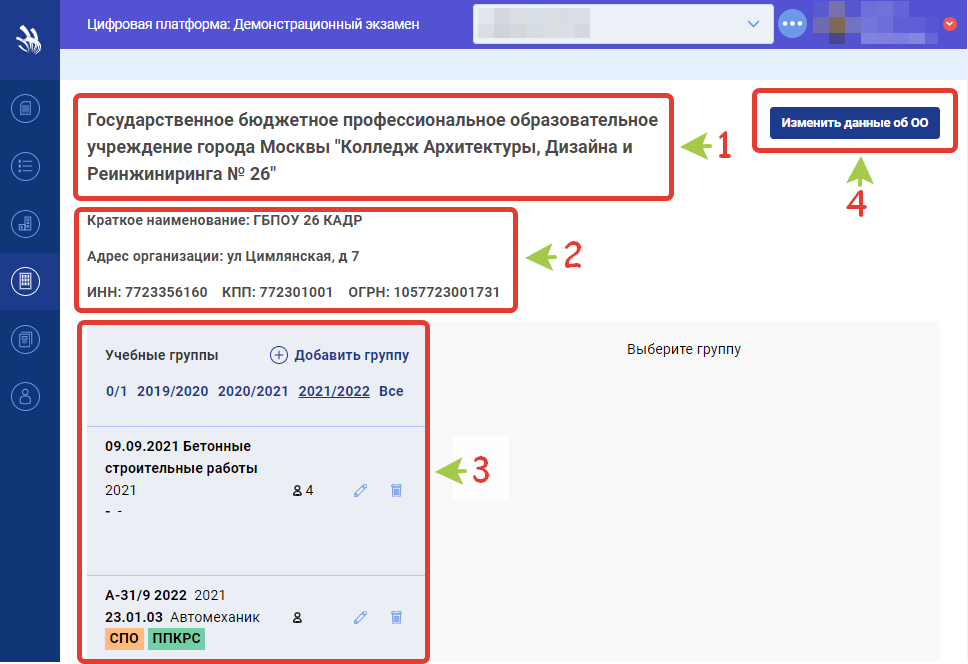 Цифровая платформа: Демонстрационный экзамен
Государственное бюджетное профессиональное образовательное
учреждение города Москвы "Колледж Архитектуры, Дизайна и
Реинжиниринга № 26"
1
Изменить данные об ОО
4
Краткое наименование: ГБПОУ 26 КАДР
Адрес организации: ул Цимлянская, д 7
ИНН: 7723356160 КПП: 772301001 ОГРН: 1057723001731
2
Учебные группы Добавить группу
0/1 2019/2020 2020/2021 2021/2022 Все
Выберите группу
09.09.2021 Бетонные
строительные работы
2021 4
- -
3
А-31/9 2022 2021
23.01.03 Автомеханик
СПО ППКРС